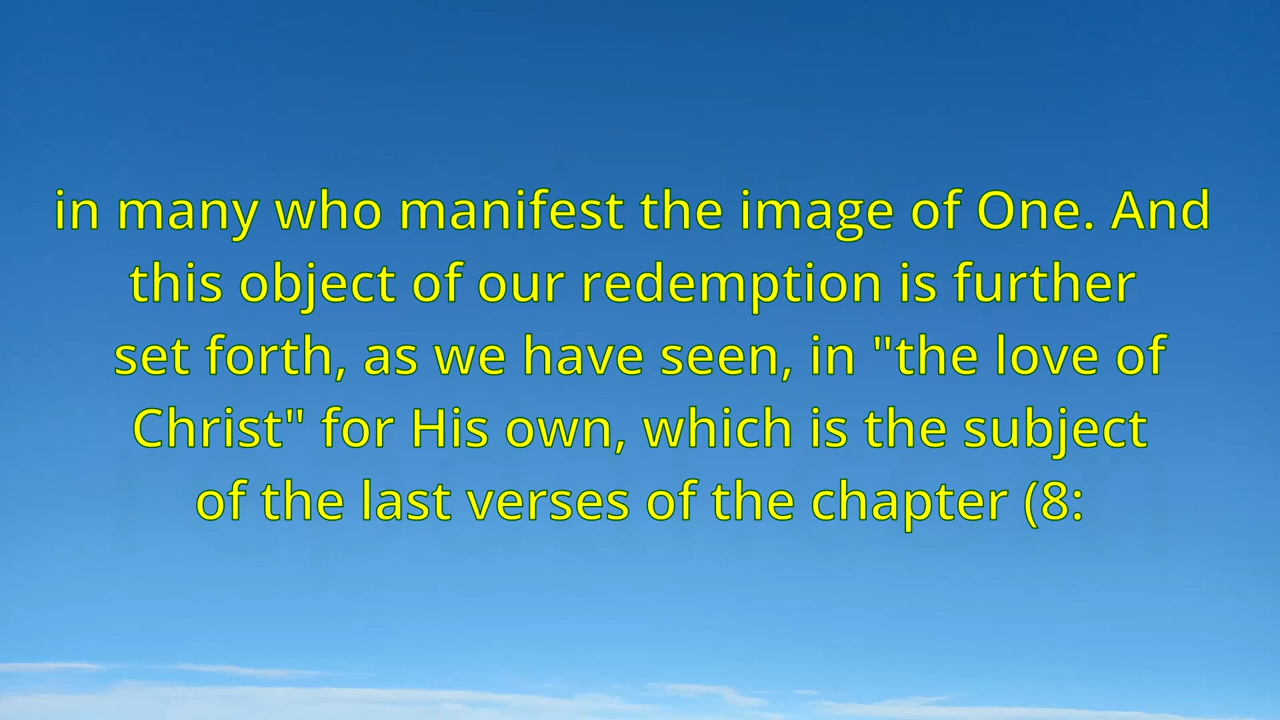 in many who manifest the image of One. And
this object of our redemption is further
set forth, as we have seen, in "the love of
Christ" for His own, which is the subject
of the last verses of the chapter (8: